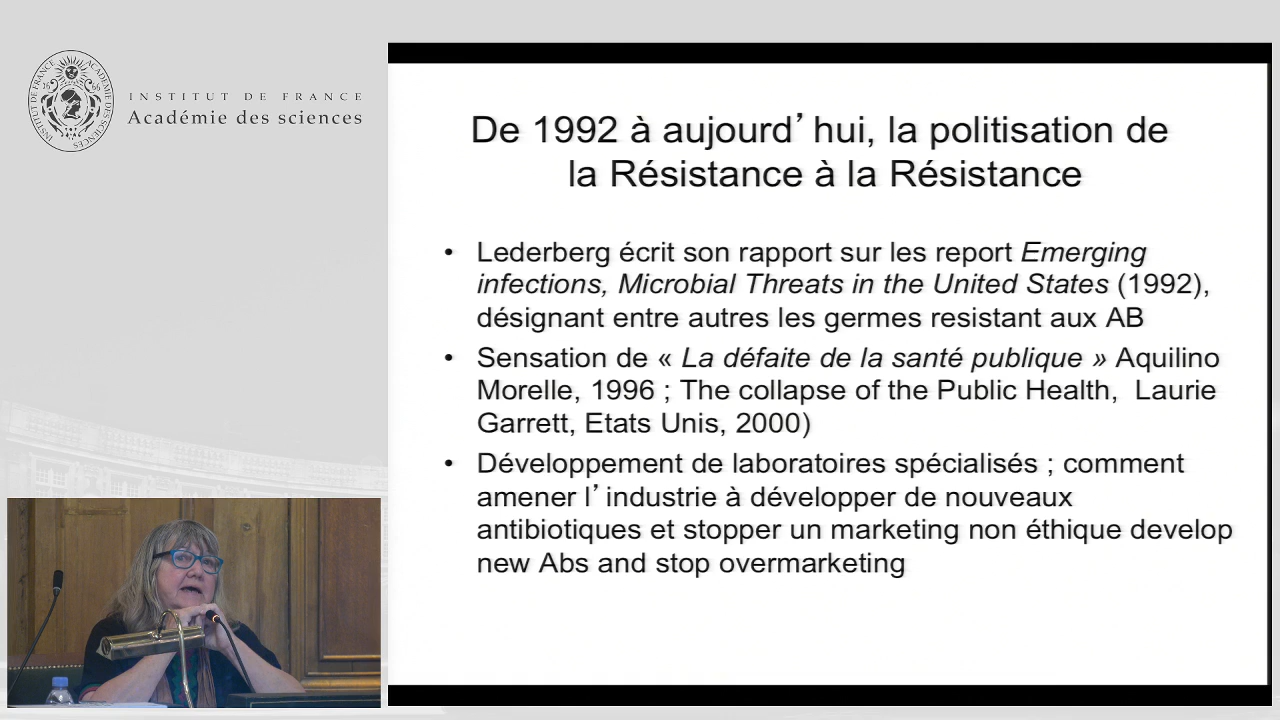 INSTITUT DE FRANCE
Académie des sciences
De 1992 à aujourd’hui, la politisation de
la Résistance à la Résistance
• Lederberg écrit son rapport sur les report Emerging
infections, Microbial Threats in the United States (1992),
désignant entre autres les germes resistant aux AB
• Sensation de « La défaite de la santé publique » Aquilino
Morelle, 1996 ; The collapse of the Public Health, Laurie
Garrett, Etats Unis, 2000)
• Développement de laboratoires spécialisés ; comment
amener l’industrie à développer de nouveaux
antibiotiques et stopper un marketing non éthique develop
new Abs and stop overmarketing